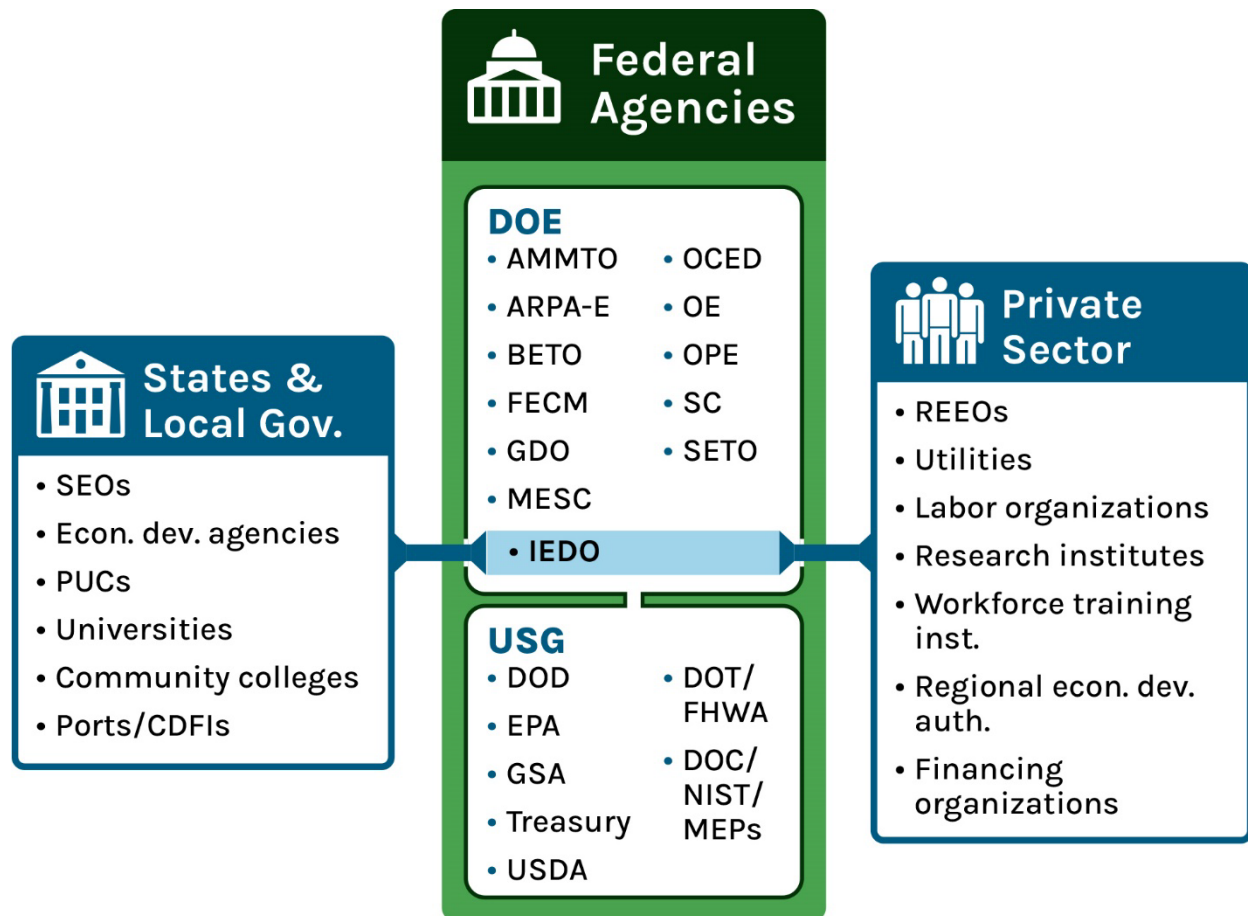 Federal
Agencies
DOE
• AMMTO
• ARPA-E
• BETO
• FECM
• GDO
• MESC
• OCED
• OE
• OPE
• SC
• SETO
• IEDO
USG
• DOD
• EPA
• GSA
• Treasury
• USDA
• DOT/
FHWA
• DOC/
NIST/
MEPs
States &
Local Gov.
• SEOs
• Econ. dev. agencies
• PUCs
• Universities
• Community colleges
• Ports/CDFIs
Private
Sector
• REEOs
• Utilities
• Labor organizations
• Research institutes
• Workforce training
inst.
• Regional econ. dev.
auth.
• Financing
organizations